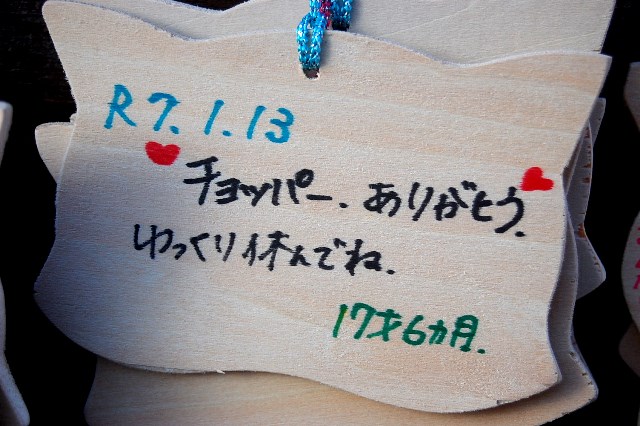 R7.1.13
チョッパー.ありがとう.
ゆっくり休んでね.
17才6カ月.